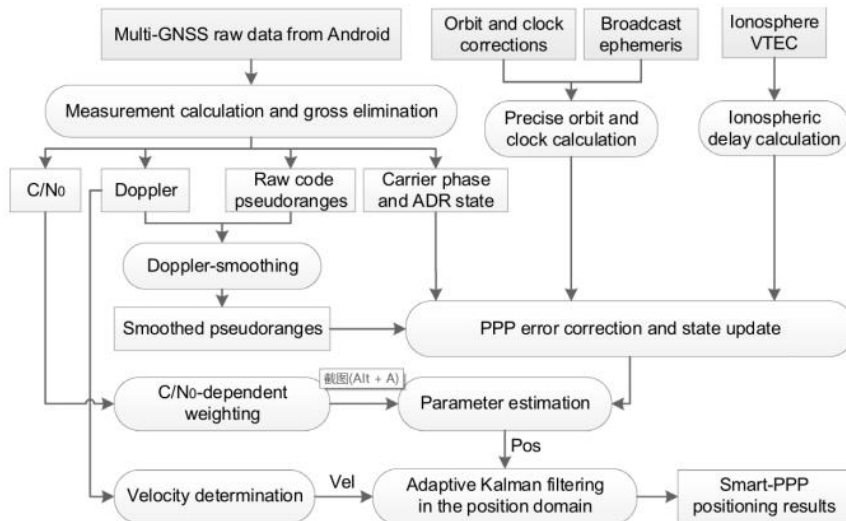 Multi-GNSS raw data from Android
Orbit and clock
corrections
Broadcast
ephemeris
Ionosphere
VTEC
Measurement calculation and gross elimination
Precise orbit and
clock calculation
Ionospheric
delay calculation
C/N0
Doppler
Raw code
pseudoranges
Carrier phase
and ADR state
Doppler-smoothing
Smoothed pseudoranges
PPP error correction and state update
C/N0-dependent
weighting
截图(Alt + A)
Parameter estimation
Pos
Velocity determination
Vel
Adaptive Kalman filtering
in the position domain
Smart-PPP
positioning results